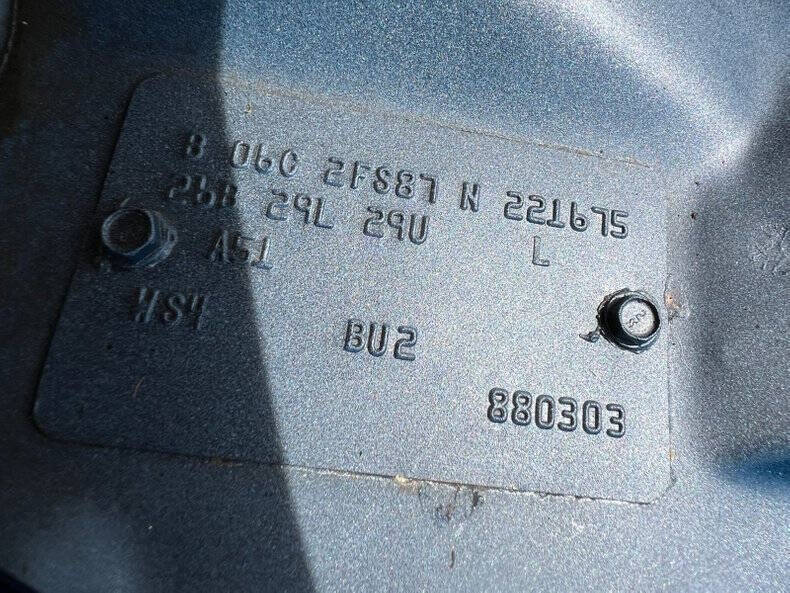 8 06C 2FS87 N 221675
26B 29L 29U
A51 L
WS4
BU2
880303